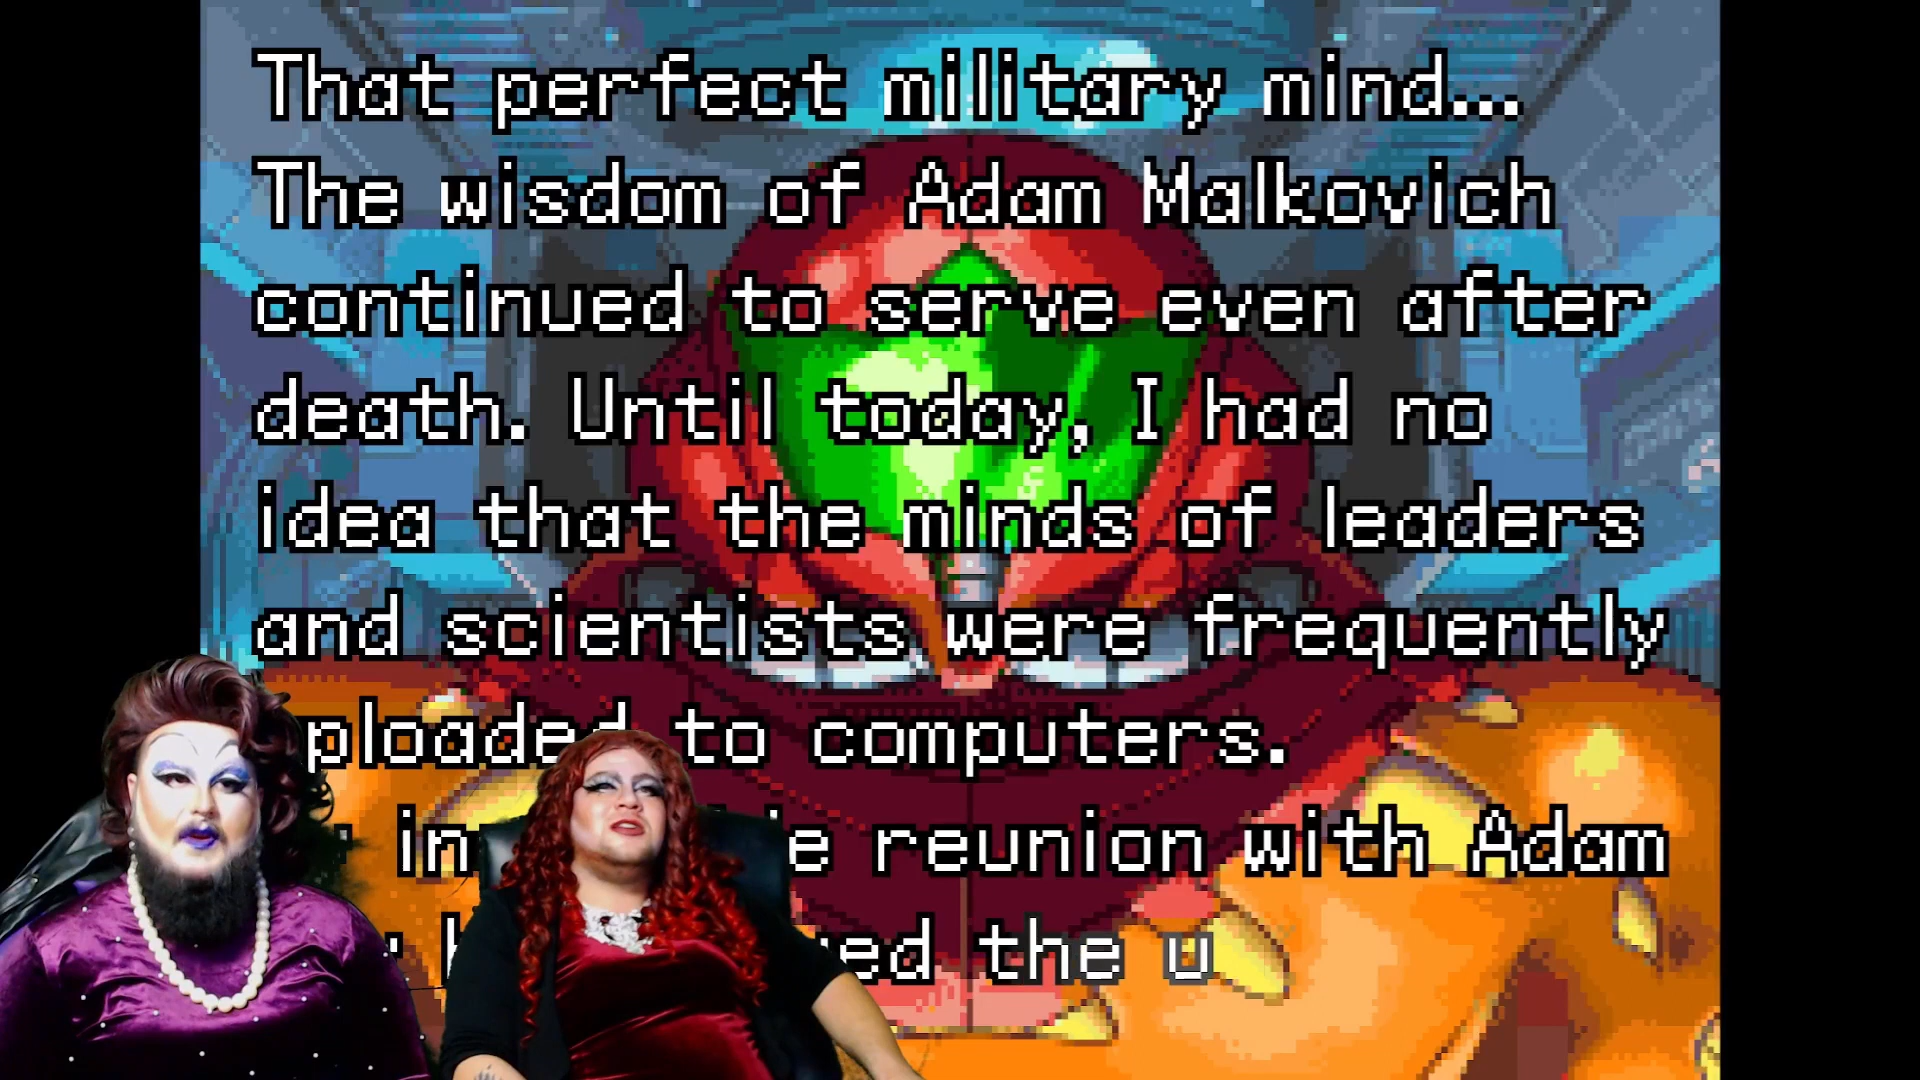 That perfect military mind...
The wisdom of Adam Malkovich
continued to serve even after
death. Until today, I had no
idea that the minds of leaders
and scientists were frequently
ploaded to computers.
in reunion with Adam
the u